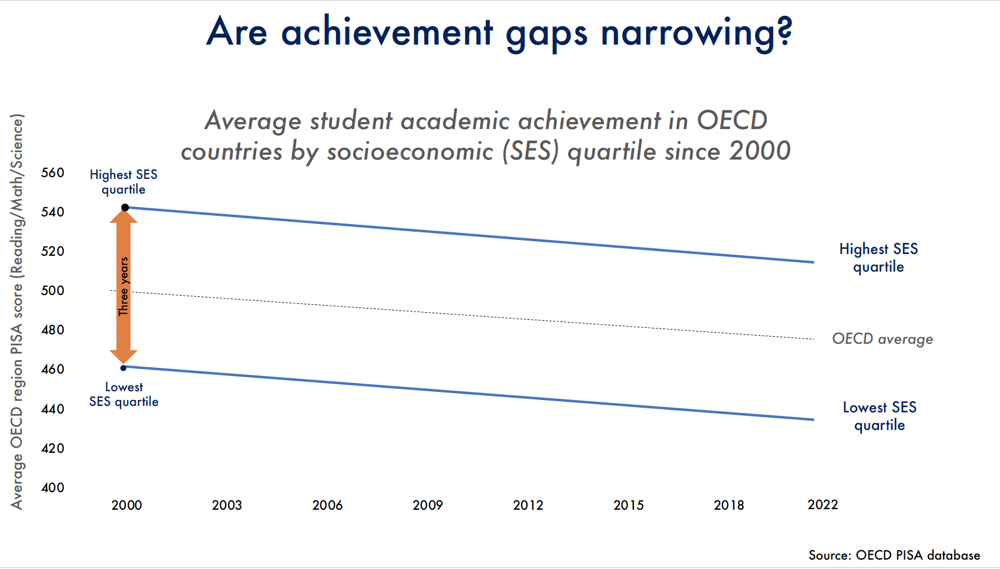 Are achievement gaps narrowing?
Average student academic achievement in OECD
countries by socioeconomic (SES) quartile since 2000
Average OECD region PISA score (Reading/Math/Science)
560
540
520
500
480
460
440
420
400
Highest SES
quartile
Three years
Lowest
SES quartile
Highest SES
quartile
OECD average
Lowest SES
quartile
2000
2003
2006
2009
2012
2015
2018
2022
Source: OECD PISA database